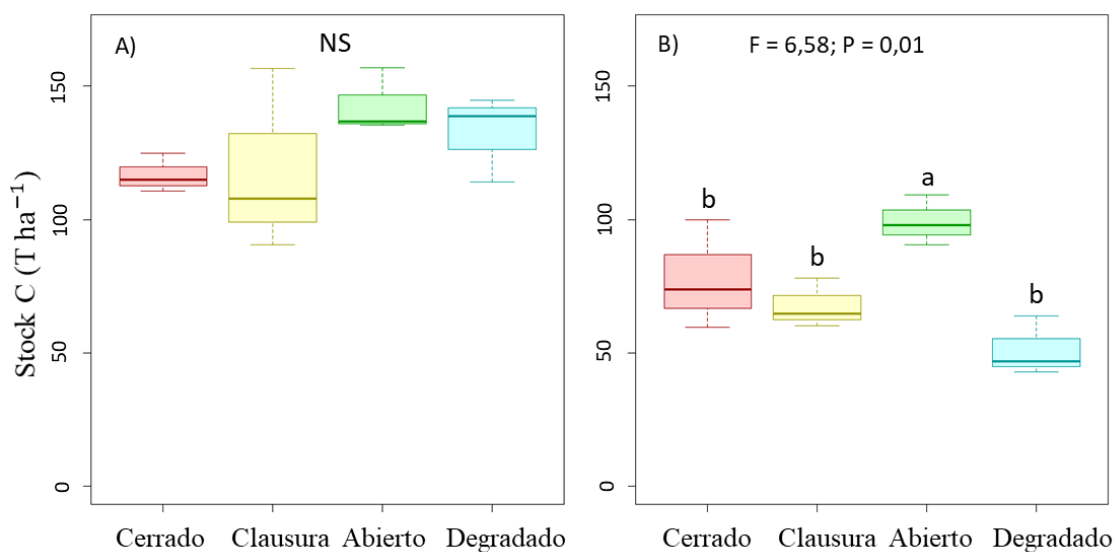 A) NS
B) F = 6,58; P = 0,01
Stock C (T ha⁻¹)
150
100
50
0
150
100
50
0
b
b
a
b
Cerrado Clausura Abierto Degradado
Cerrado Clausura Abierto Degradado